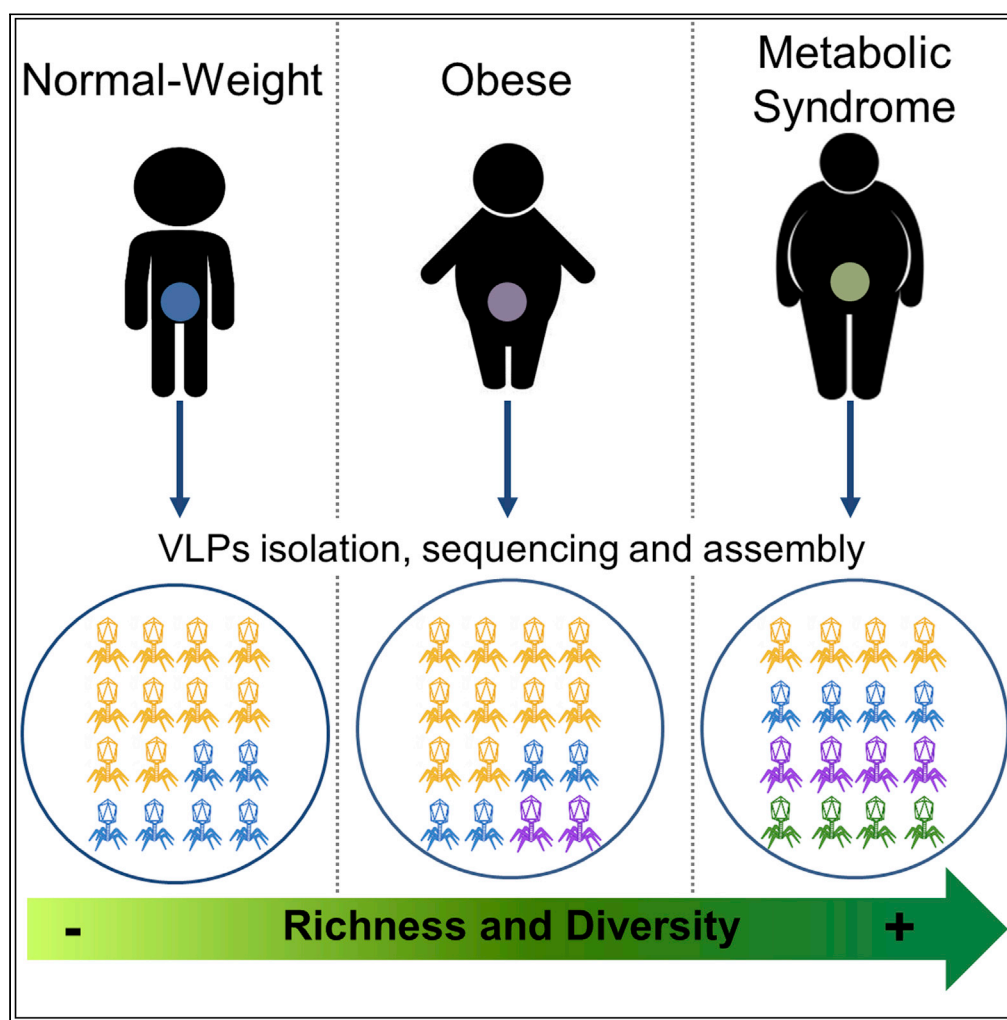 Normal-Weight
Obese
Metabolic
Syndrome
VLPs isolation, sequencing and assembly
- Richness and Diversity +